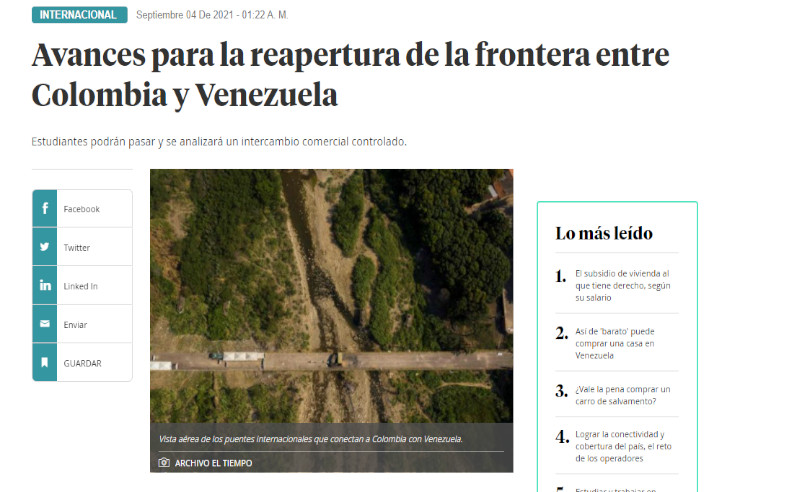 INTERNACIONAL Septiembre 04 De 2021 - 01:22 A. M.
Avances para la reapertura de la frontera entre
Colombia y Venezuela
Estudiantes podrán pasar y se analizará un intercambio comercial controlado.
Facebook
Twitter
Linked In
Enviar
GUARDAR
Vista aérea de los puentes internacionales que conectan a Colombia con Venezuela.
ARCHIVO EL TIEMPO
Lo más leído
1. El subsidio de vivienda al
que tiene derecho, según
su salario
2. Así de 'barato' puede
comprar una casa en
Venezuela
3. ¿Vale la pena comprar un
carro de salvamento?
4. Lograr la conectividad y
cobertura del país, el reto
de los operadores